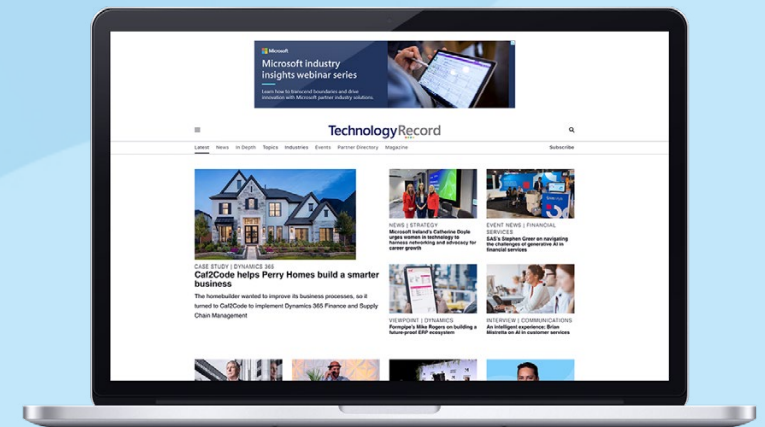 Microsoft
Microsoft industry
insights webinar series
Learn how to transcend boundaries and drive
innovation with Microsoft partner industry solutions.
TechnologyRecord
Latest News In Depth Topics Industries Events Partner Directory Magazine Subscribe
CASE STUDY | DYNAMICS 365
Caf2Code helps Perry Homes build a smarter
business
The homebuilder wanted to improve its business processes, so it
turned to Caf2Code to implement Dynamics 365 Finance and Supply
Chain Management
NEWS | STRATEGY
Microsoft Ireland's Catherine Doyle
urges women in technology to
harness networking and advocacy for
career growth
EVENT NEWS | FINANCIAL
SERVICES
SAS's Stephen Greer on navigating
the challenges of generative AI in
financial services
VIEWPOINT | DYNAMICS
Formpipe's Mike Rogers on building a
future-proof ERP ecosystem
INTERVIEW | COMMUNICATIONS
An intelligent experience: Brian
Mistretta on AI in customer services